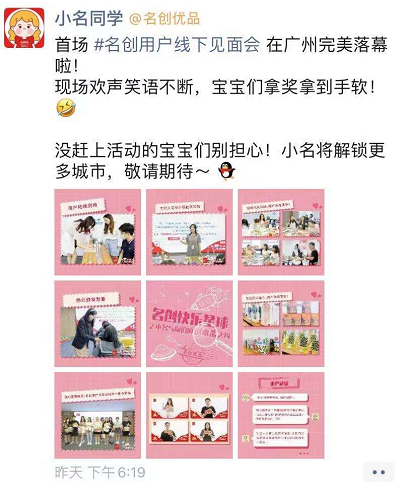 小名同学 @名创优品
首场 #名创用户线下见面会 在广州完美落幕
啦！
现场欢声笑语不断，宝宝们拿奖拿到手软！
没赶上活动的宝宝们别担心！小名将解锁更
多城市，敬请期待～
名创快乐星球
昨天 下午6:19